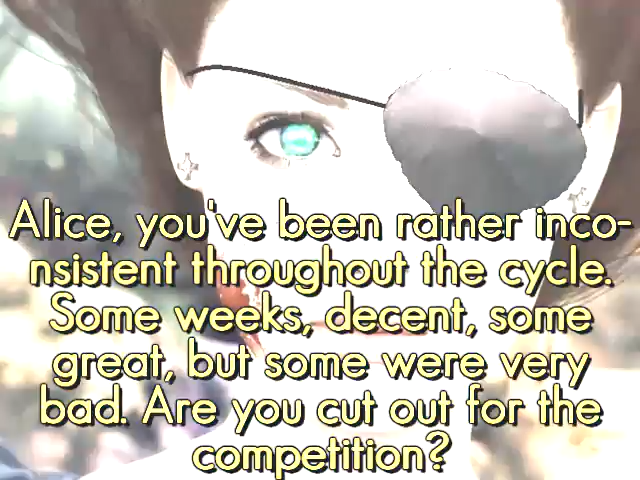 Alice, you've been rather inco-
nsistent throughout the cycle.
Some weeks, decent, some
great, but some were very
bad. Are you cut out for the
competition?